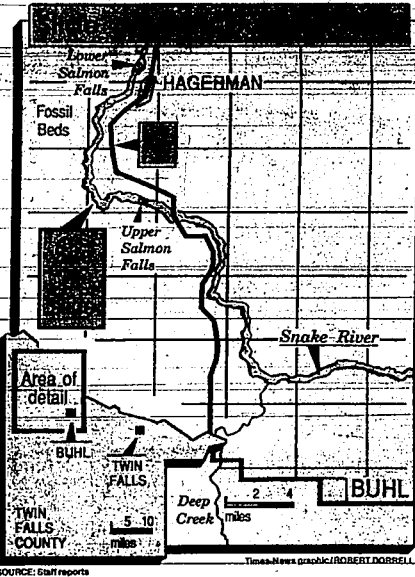 Lower
Salmon
Falls
HAGERMAN
Fossil
Beds
Upper
Salmon
Falls
Snake River
Area of
detail
BUHL
TWIN
FALLS
TWIN
FALLS
COUNTY
5 10
miles
Deep
Creek
2 4
miles
BUHL
SOURCE: Staff reports
Times-News graphic/ROBERT DORRELL